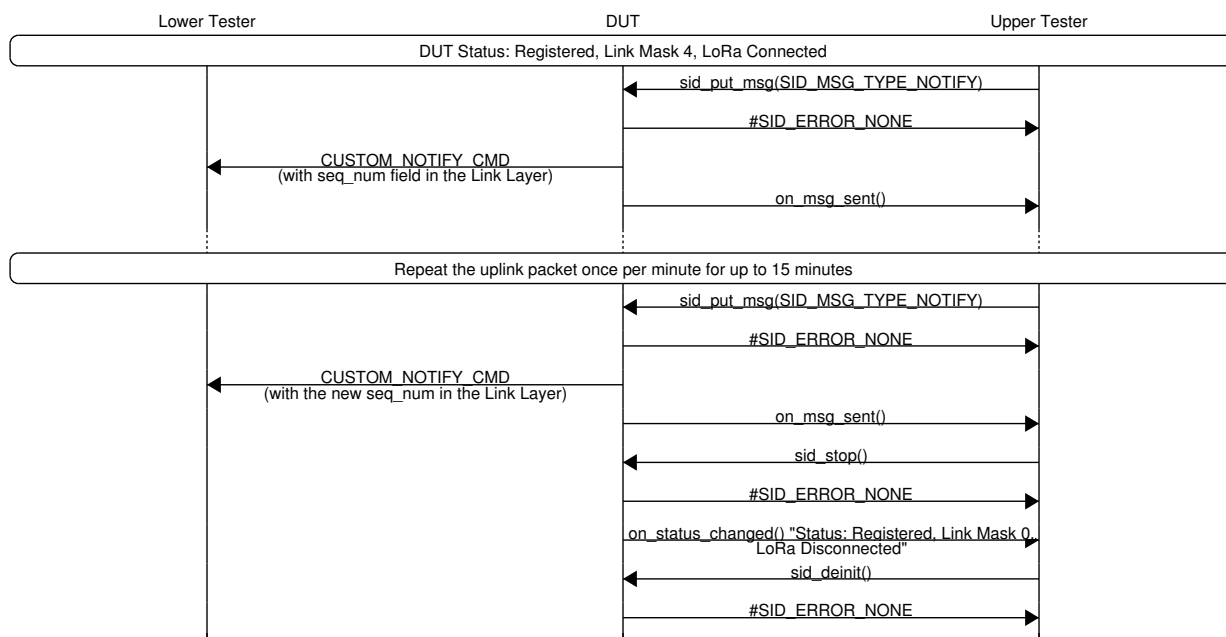 Lower Tester DUT Upper Tester
DUT Status: Registered, Link Mask 4, LoRa Connected
sid_put_msg(SID_MSG_TYPE_NOTIFY)
#SID_ERROR_NONE
CUSTOM_NOTIFY_CMD
(with seq_num field in the Link Layer)
on_msg_sent()
Repeat the uplink packet once per minute for up to 15 minutes
sid_put_msg(SID_MSG_TYPE_NOTIFY)
#SID_ERROR_NONE
CUSTOM_NOTIFY_CMD
(with the new seq_num in the Link Layer)
on_msg_sent()
sid_stop()
#SID_ERROR_NONE
on_status_changed() "Status: Registered, Link Mask 0,
LoRa Disconnected"
sid_deinit()
#SID_ERROR_NONE